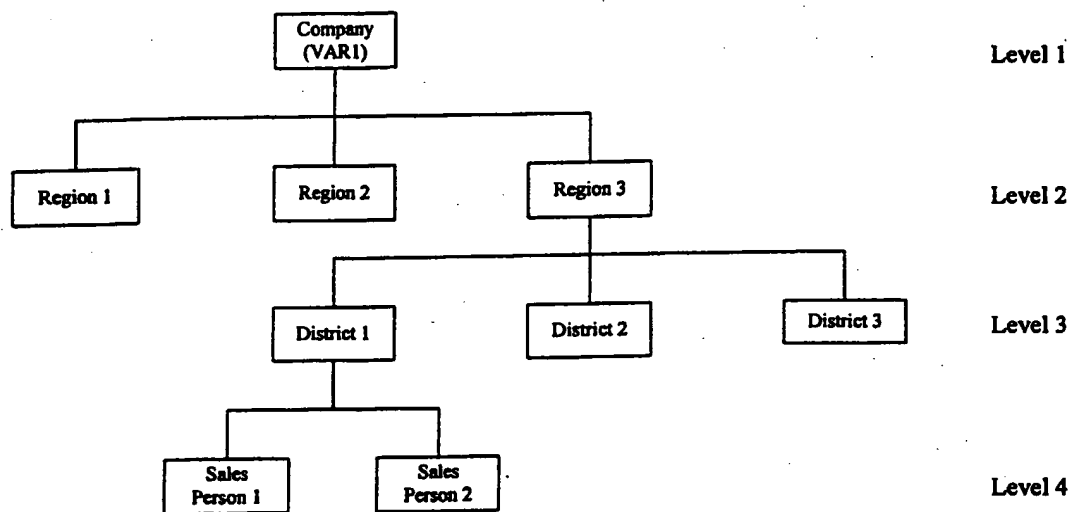 Company
(VAR1)
Level 1
Region 1
Region 2
Region 3
Level 2
District 1
District 2
District 3
Level 3
Sales
Person 1
Sales
Person 2
Level 4